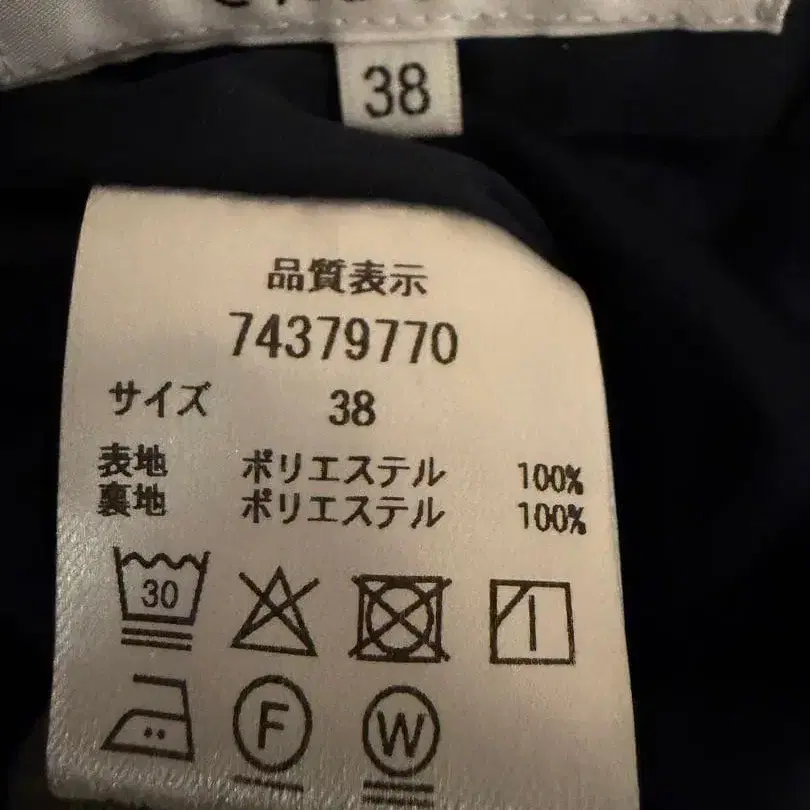 38
品質表示
74379770
サイズ 38
表地 ポリエステル 100%
裏地 ポリエステル 100%
30
F W